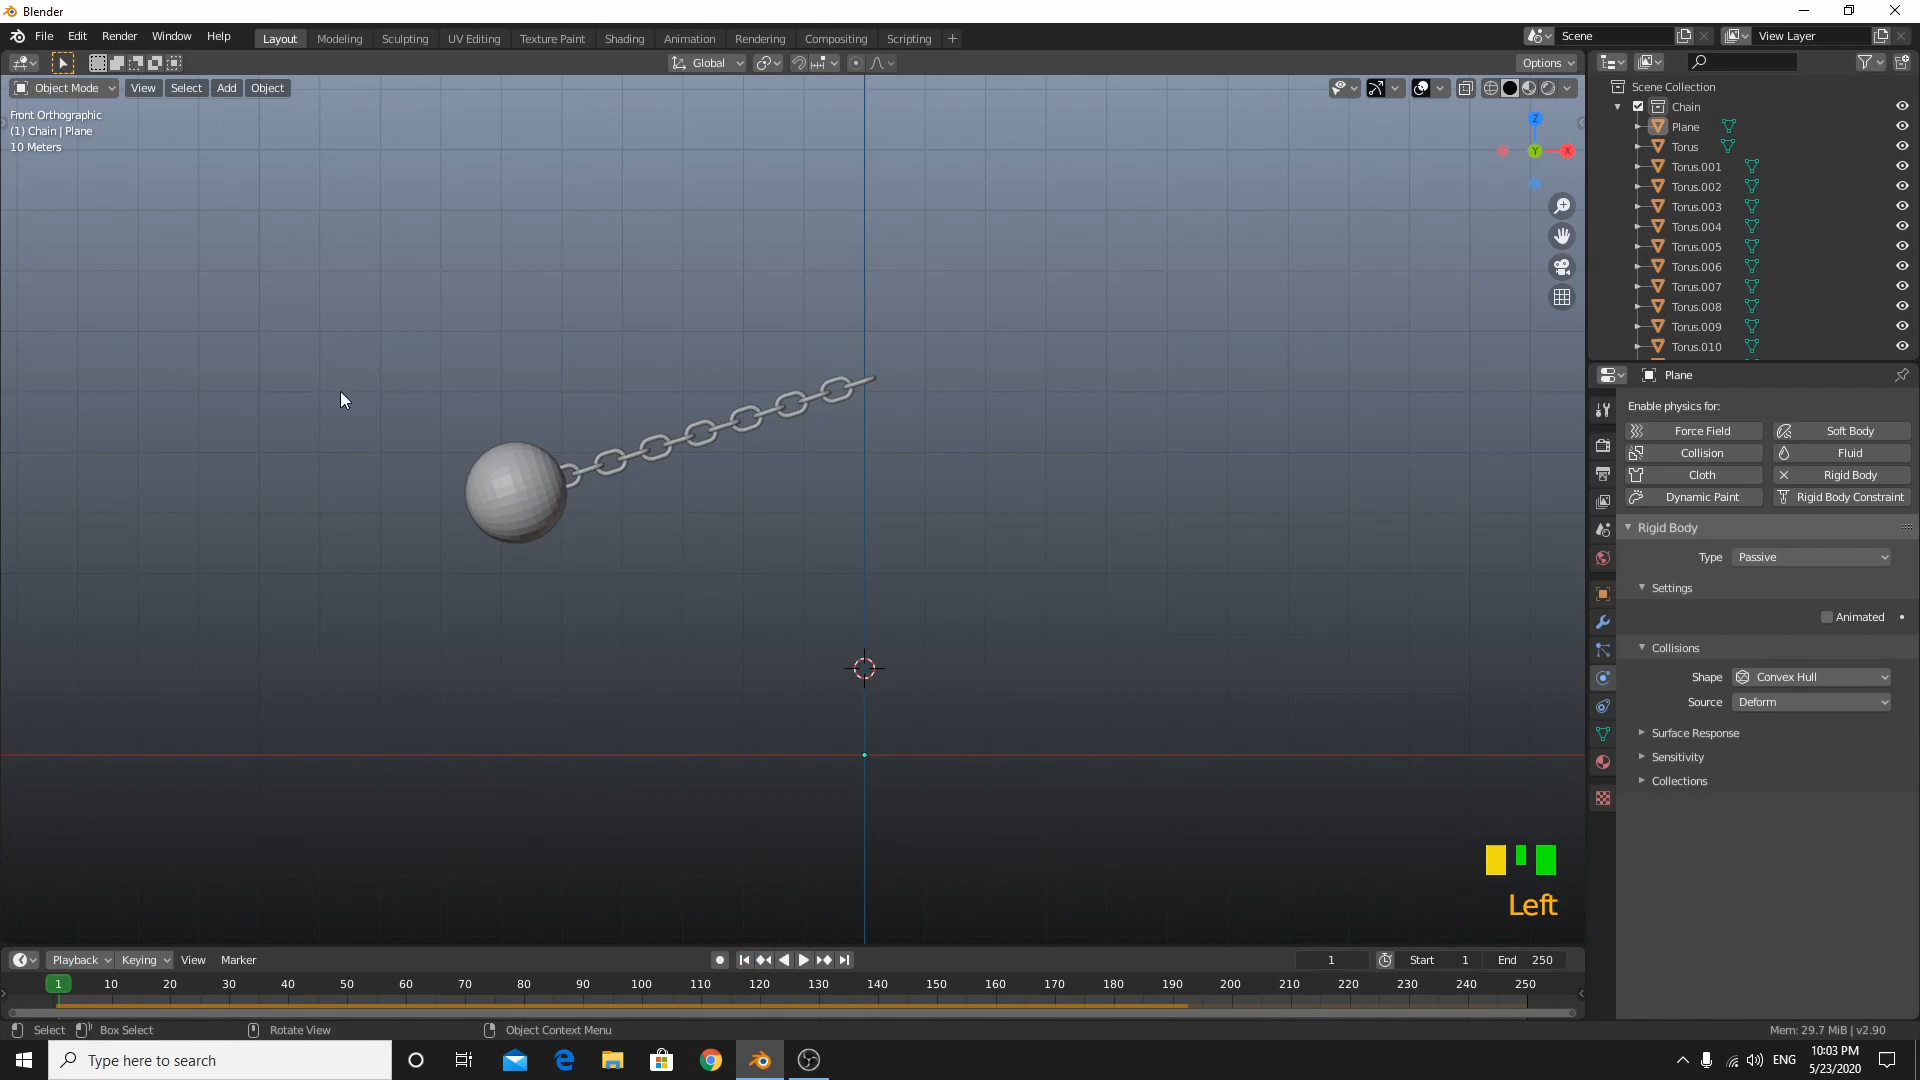 Blender
File Edit Render Window Help
Layout Modeling Sculpting UV Editing Texture Paint Shading Animation Rendering Compositing Scripting +
Scene
View Layer
Global
Options
Object Mode View Select Add Object
Front Orthographic
(1) Chain | Plane
10 Meters
Z
Y
X
Scene Collection
Chain
Plane
Torus
Torus.001
Torus.002
Torus.003
Torus.004
Torus.005
Torus.006
Torus.007
Torus.008
Torus.009
Torus.010
Plane
Enable physics for:
Force Field
Soft Body
Collision
Fluid
Cloth
Rigid Body
Dynamic Paint
Rigid Body Constraint
Rigid Body
Type Passive
Settings
Animated
Collisions
Shape Convex Hull
Source Deform
Surface Response
Sensitivity
Collections
Left
Playback Keying View Marker
1 Start 1 End 250
1 10 20 30 40 50 60 70 80 90 100 110 120 130 140 150 160 170 180 190 200 210 220 230 240 250
Select Box Select Rotate View Object Context Menu
Mem: 29.7 MiB | v2.90
Type here to search
ENG
10:03 PM
5/23/2020